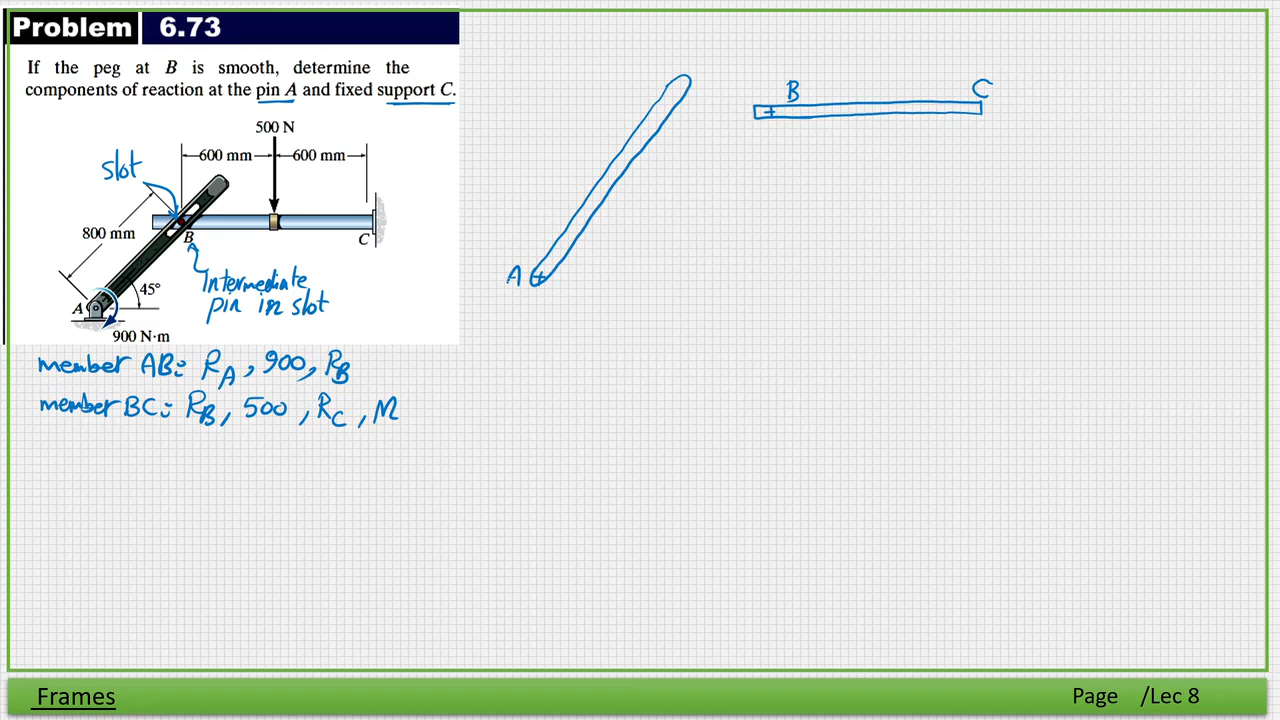 Problem 6.73
If the peg at B is smooth, determine the
components of reaction at the pin A and fixed support C.
500 N
600 mm 600 mm
slot
800 mm
B
C
45°
A
900 N·m
Intermediate
pin in slot
member AB: RA, 900, RB
member BC: RB, 500, RC, M
A
B
C
Frames
Page /Lec 8